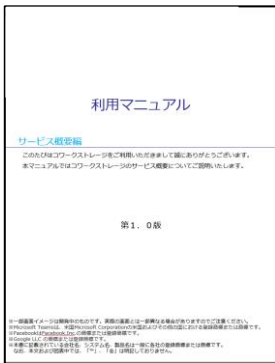 利用マニュアル
サービス概要編
このたびはコワークストレージをご利用いただきまして誠にありがとうございます。
本マニュアルではコワークストレージのサービス概要についてご説明いたします。
第1.0版
※一部画面イメージは開発中のものです。実際の画面とは一部異なる場合がありますのでご注意ください。
※Microsoft Teamsは、米国Microsoft Corporationの米国およびその他の国における登録商標または商標です。
※FacebookはFacebook,Inc.の商標または登録商標です。
※Google LLC の商標または登録商標です。
※本書に記載されている会社名、システム名、製品名は一般に各社の登録商標または商標です。
なお、本文および図表中では、「™」、「®」は明記しておりません。